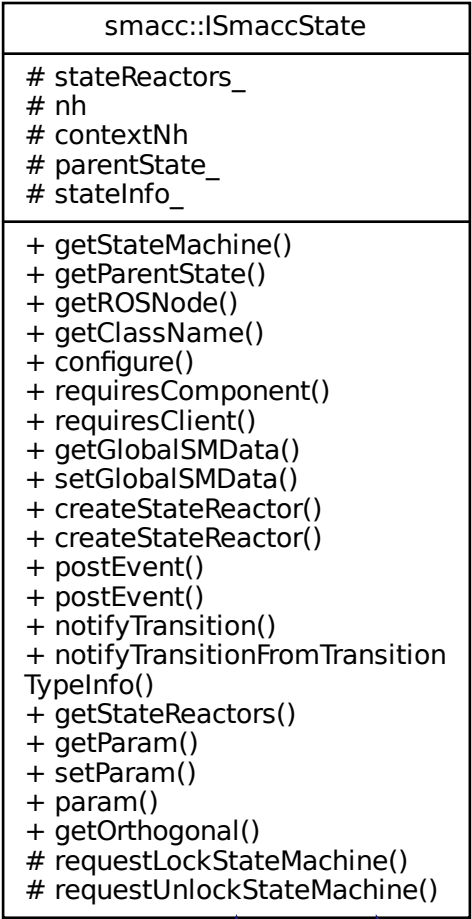 smacc::ISmaccState
# stateReactors_
# nh
# contextNh
# parentState_
# stateInfo_
+ getStateMachine()
+ getParentState()
+ getROSNode()
+ getClassName()
+ configure()
+ requiresComponent()
+ requiresClient()
+ getGlobalSMData()
+ setGlobalSMData()
+ createStateReactor()
+ createStateReactor()
+ postEvent()
+ postEvent()
+ notifyTransition()
+ notifyTransitionFromTransition
TypeInfo()
+ getStateReactors()
+ getParam()
+ setParam()
+ param()
+ getOrthogonal()
# requestLockStateMachine()
# requestUnlockStateMachine()